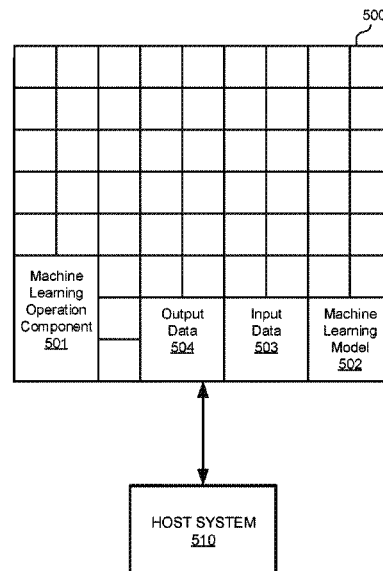 500
Machine
Learning
Operation
Component
501
Output
Data
504
Input
Data
503
Machine
Learning
Model
502
HOST SYSTEM
510